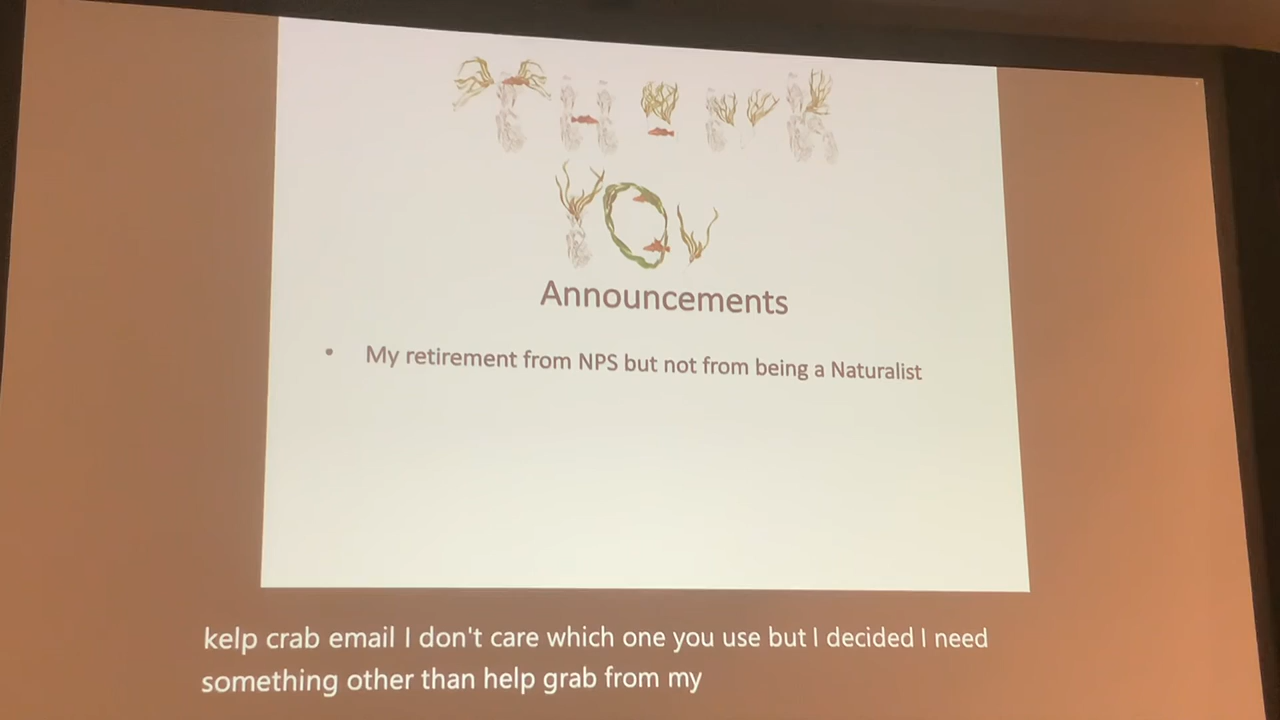 THANK
YOU
Announcements
• My retirement from NPS but not from being a Naturalist
kelp crab email I don't care which one you use but I decided I need
something other than help grab from my